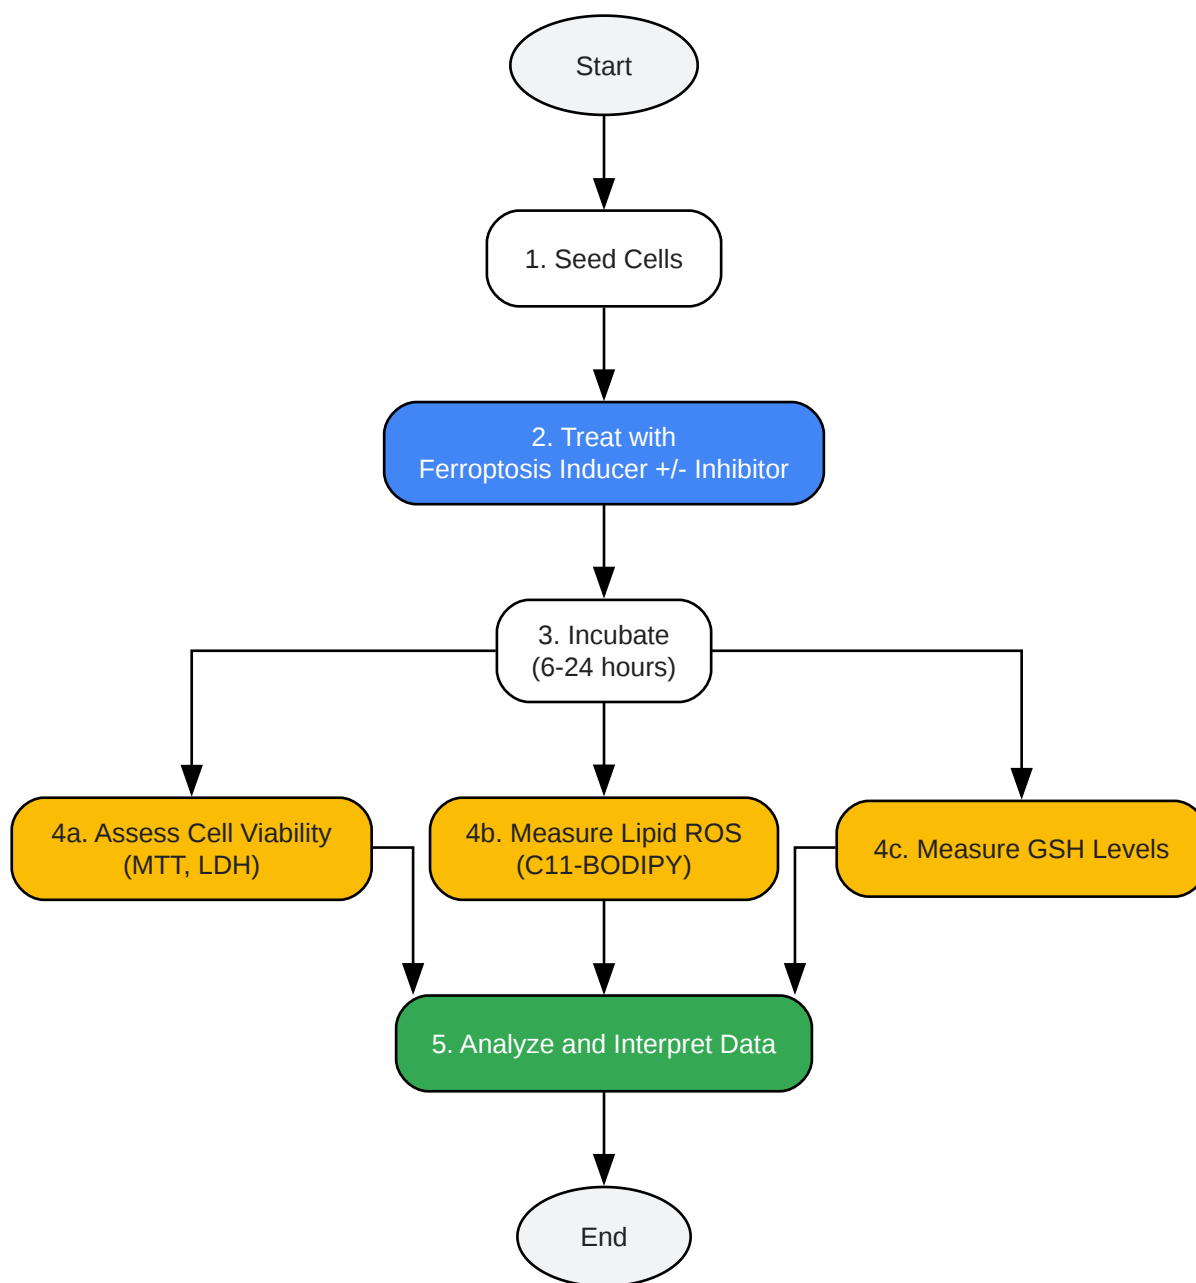 Start
1. Seed Cells
2. Treat with
Ferroptosis Inducer +/- Inhibitor
3. Incubate
(6-24 hours)
4a. Assess Cell Viability
(MTT, LDH)
4b. Measure Lipid ROS
(C11-BODIPY)
4c. Measure GSH Levels
5. Analyze and Interpret Data
End